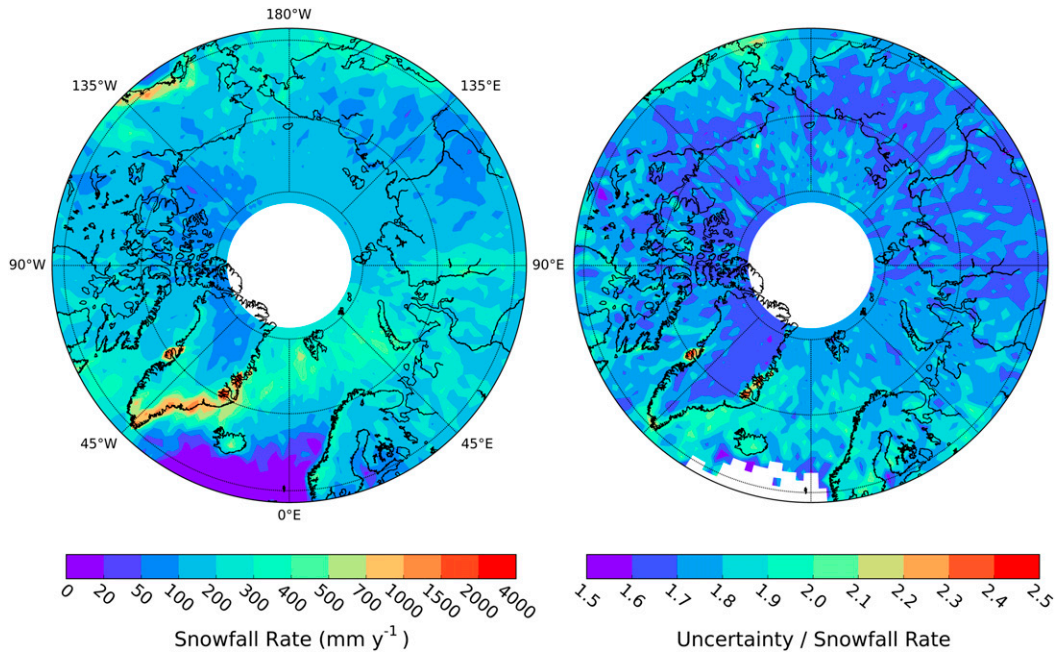 180°W
135°W
135°E
90°W
90°E
45°W
45°E
0°E
0 20 50 100 200 300 400 500 700 1000 1500 2000 4000
1.5 1.6 1.7 1.8 1.9 2.0 2.1 2.2 2.3 2.4 2.5
Snowfall Rate (mm y⁻¹)
Uncertainty / Snowfall Rate